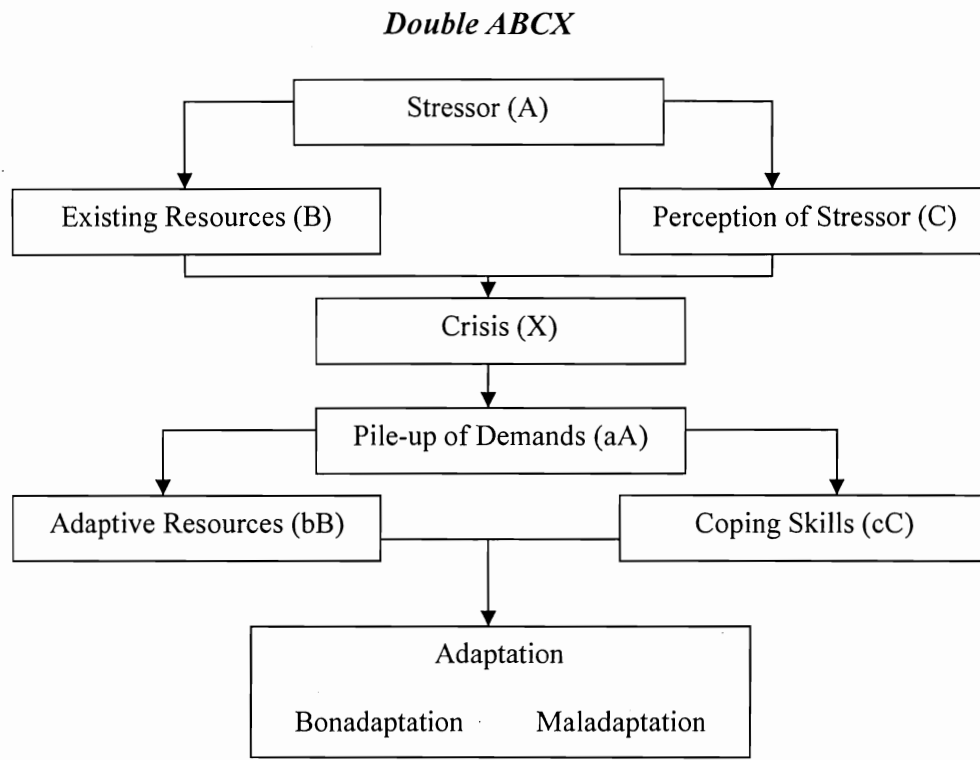 Double ABCX
Stressor (A)
Existing Resources (B)
Perception of Stressor (C)
Crisis (X)
Pile-up of Demands (aA)
Adaptive Resources (bB)
Coping Skills (cC)
Adaptation
Bonadaptation
Maladaptation